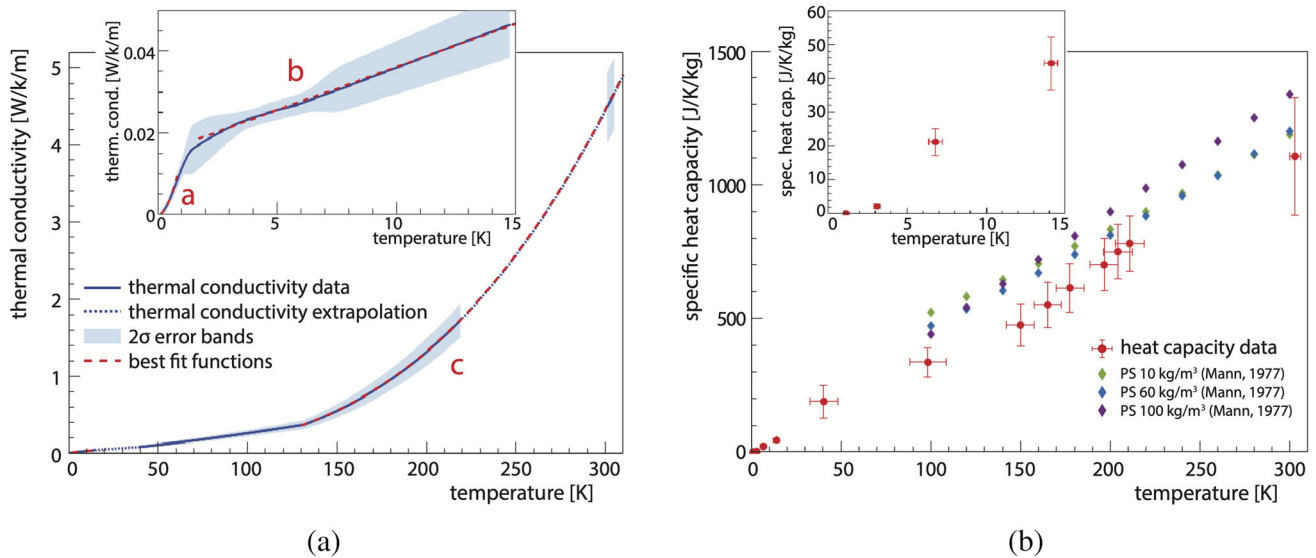 0.04
0.02
0
therm. cond. [W/k/m]
a
b
0
5
10
15
temperature [K]
5
4
3
2
1
0
thermal conductivity [W/k/m]
thermal conductivity data
thermal conductivity extrapolation
2σ error bands
best fit functions
c
0
50
100
150
200
250
300
temperature [K]
(a)
60
50
40
30
20
10
0
spec. heat cap. [J/K/kg]
0
5
10
15
temperature [K]
1500
1000
500
0
specific heat capacity [J/K/kg]
heat capacity data
PS 10 kg/m³ (Mann, 1977)
PS 60 kg/m³ (Mann, 1977)
PS 100 kg/m³ (Mann, 1977)
0
50
100
150
200
250
300
temperature [K]
(b)